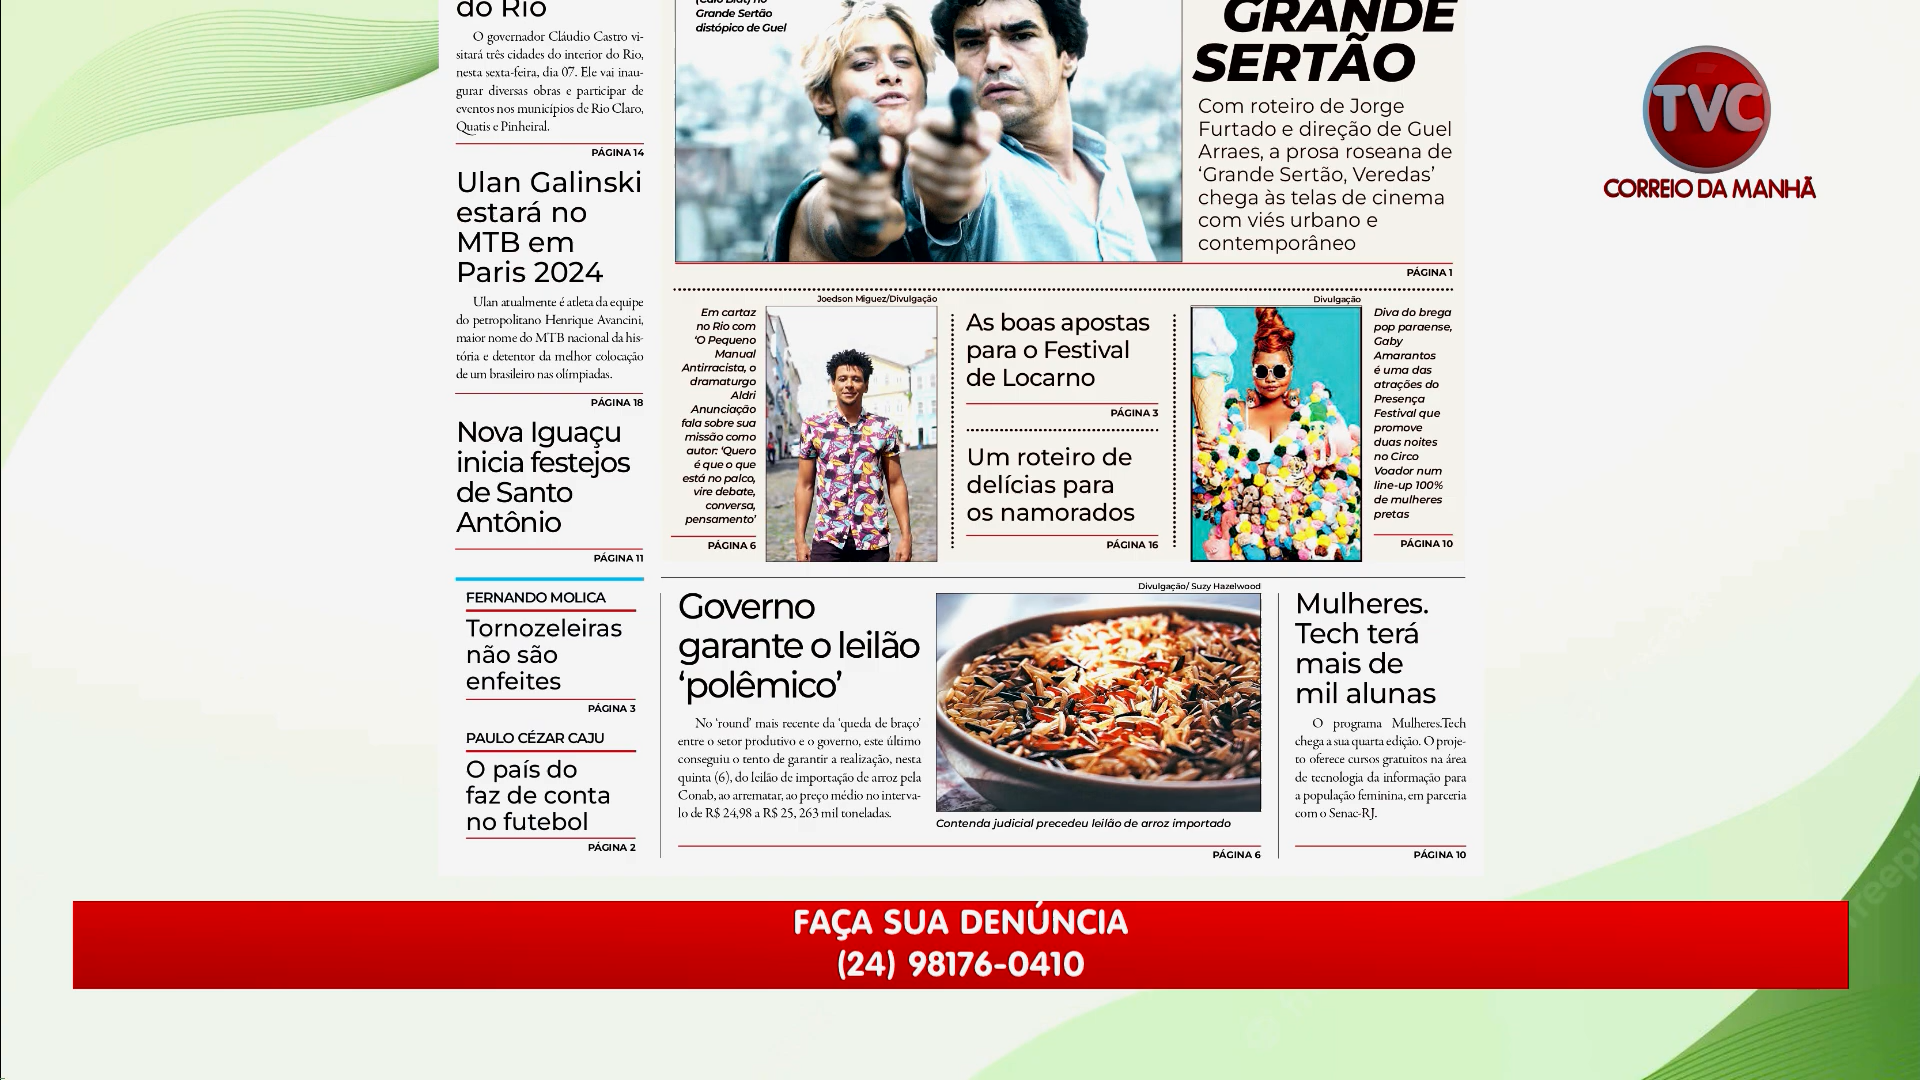 do Rio
O governador Cláudio Castro vi-
sitará três cidades do interior do Rio,
nesta sexta-feira, dia 07. Ele vai inau-
gurar diversas obras e participar de
eventos nos municípios de Rio Claro,
Quatis e Pinheiral.
PÁGINA 14
Ulan Galinski
estará no
MTB em
Paris 2024
Ulan atualmente é atleta da equipe
do petropolitano Henrique Avancini,
maior nome do MTB nacional da his-
tória e detentor da melhor colocação
de um brasileiro nas olímpiadas.
PÁGINA 18
Nova Iguaçu
inicia festejos
de Santo
Antônio
PÁGINA 11
FERNANDO MOLICA
Tornozeleiras
não são
enfeites
PÁGINA 3
PAULO CÉZAR CAJU
O país do
faz de conta
no futebol
PÁGINA 2
(Caio Blat) no
Grande Sertão
distópico de Guel
GRANDE
SERTÃO
Com roteiro de Jorge
Furtado e direção de Guel
Arraes, a prosa roseana de
‘Grande Sertão, Veredas’
chega às telas de cinema
com viés urbano e
contemporâneo
PÁGINA 1
Joedson Miguez/Divulgação
Em cartaz
no Rio com
‘O Pequeno
Manual
Antirracista, o
dramaturgo
Aldri
Anunciação
fala sobre sua
missão como
autor: ‘Quero
é que o que
está no palco,
vire debate,
conversa,
pensamento’
PÁGINA 6
As boas apostas
para o Festival
de Locarno
PÁGINA 3
Um roteiro de
delícias para
os namorados
PÁGINA 16
Divulgação
Diva do brega
pop paraense,
Gaby
Amarantos
é uma das
atrações do
Presença
Festival que
promove
duas noites
no Circo
Voador num
line-up 100%
de mulheres
pretas
PÁGINA 10
Governo
garante o leilão
‘polêmico’
No ‘round’ mais recente da ‘queda de braço’
entre o setor produtivo e o governo, este último
conseguiu o tento de garantir a realização, nesta
quinta (6), do leilão de importação de arroz pela
Conab, ao arrematar, ao preço médio no interva-
lo de R$ 24,98 a R$ 25, 263 mil toneladas.
Divulgação/ Suzy Hazelwood
Contenda judicial precedeu leilão de arroz importado
PÁGINA 6
Mulheres.
Tech terá
mais de
mil alunas
O programa Mulheres.Tech
chega a sua quarta edição. O proje-
to oferece cursos gratuitos na área
de tecnologia da informação para
a população feminina, em parceria
com o Senac-RJ.
PÁGINA 10
TVC
CORREIO DA MANHÃ
FAÇA SUA DENÚNCIA
(24) 98176-0410